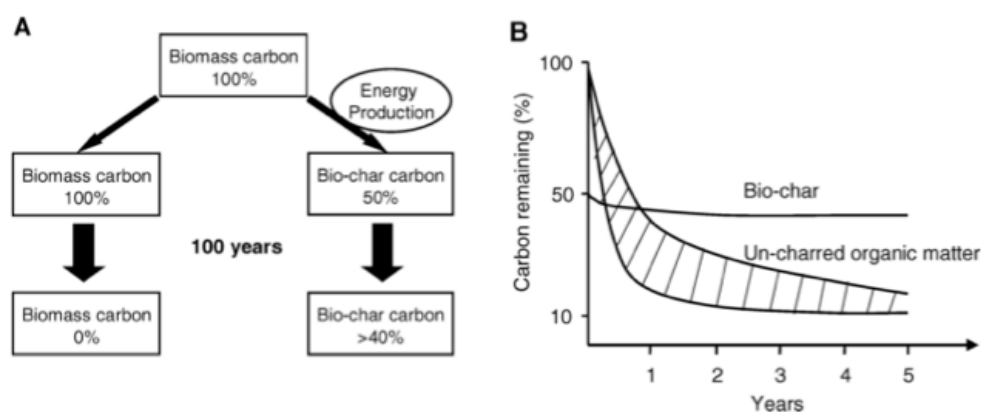 A
Biomass carbon
100%
Energy
Production
Biomass carbon
100%
Bio-char carbon
50%
100 years
Biomass carbon
0%
Bio-char carbon
>40%
B
Carbon remaining (%)
100
50
10
Bio-char
Un-charred organic matter
1 2 3 4 5
Years